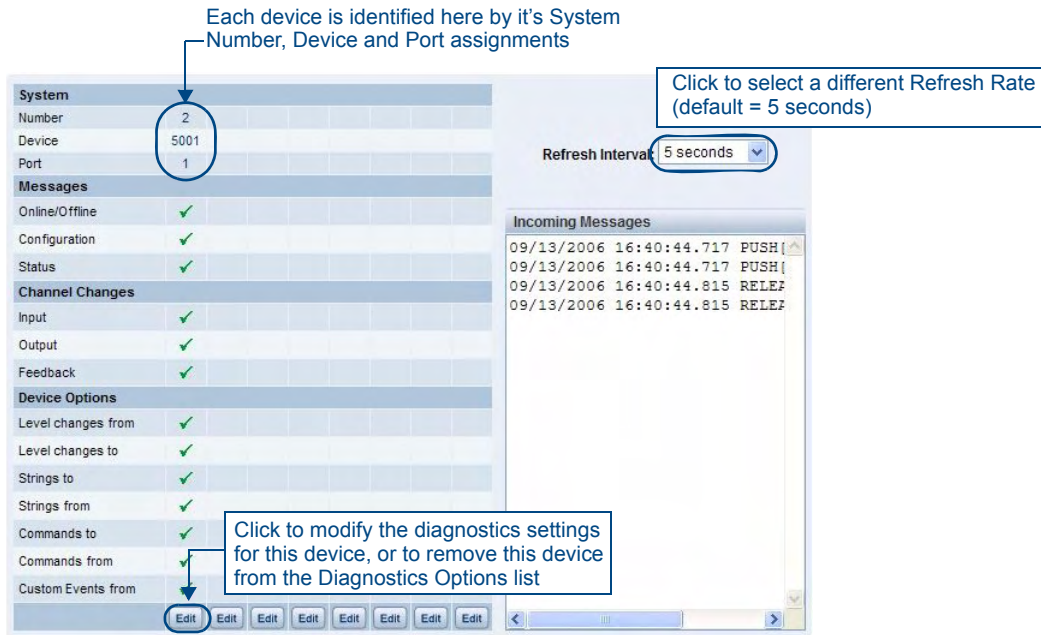 Each device is identified here by it's System
Number, Device and Port assignments
Click to select a different Refresh Rate
(default = 5 seconds)
System
Number 2
Device 5001
Port 1
Refresh Interval: 5 seconds
Messages
Online/Offline
Configuration
Status
Channel Changes
Input
Output
Feedback
Device Options
Level changes from
Level changes to
Strings to
Strings from
Commands to
Commands from
Custom Events from
Edit Edit Edit Edit Edit Edit Edit Edit
Incoming Messages
09/13/2006 16:40:44.717 PUSH[
09/13/2006 16:40:44.717 PUSH[
09/13/2006 16:40:44.815 RELEA
09/13/2006 16:40:44.815 RELEA
Click to modify the diagnostics settings
for this device, or to remove this device
from the Diagnostics Options list